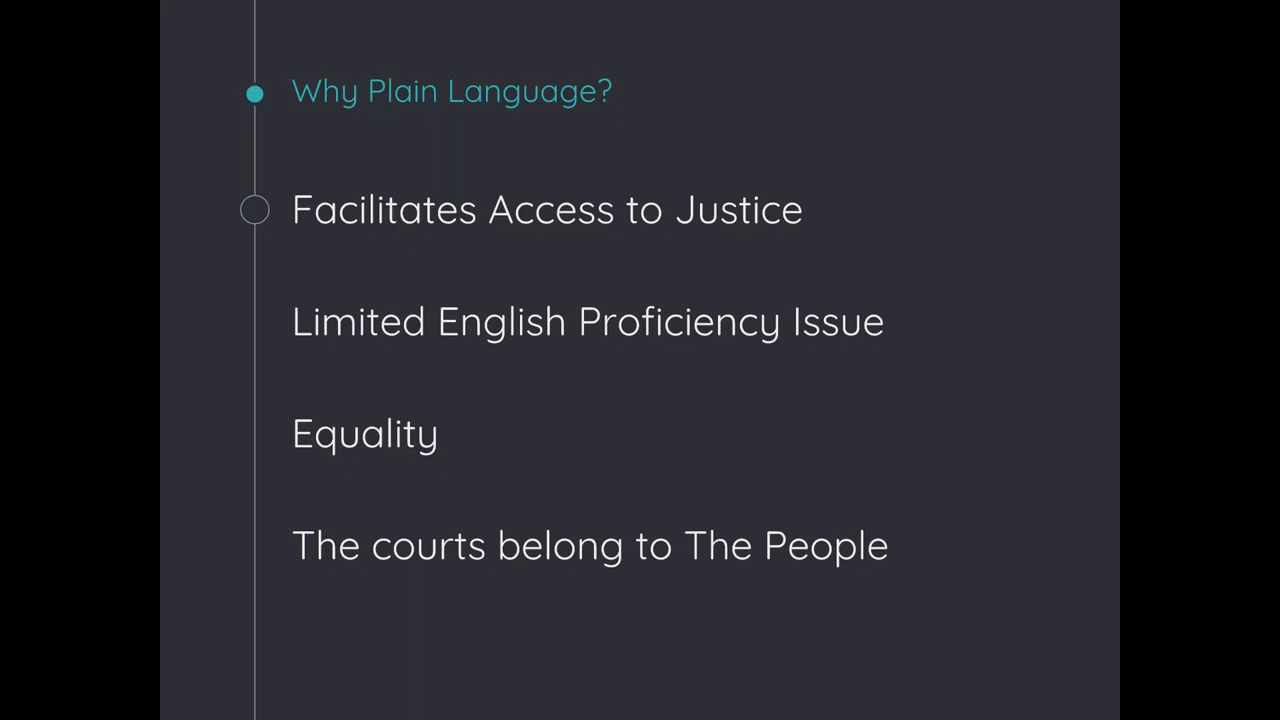 Why Plain Language?
Facilitates Access to Justice
Limited English Proficiency Issue
Equality
The courts belong to The People